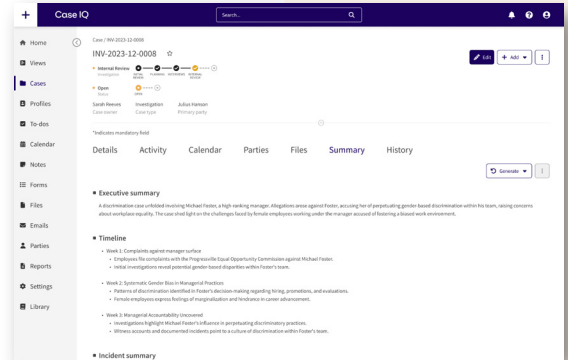 +
Case IQ
Search...
Home
Views
Cases
Profiles
To-dos
Calendar
Notes
Forms
Files
Emails
Parties
Reports
Settings
Library
Case / INV-2023-12-0008
INV-2023-12-0008
Edit
+ Add
Internal Review
Investigative
INITIAL REVIEW
PLANNING
INTERVIEWS
INTERNAL REVIEW
Open
Status
OPEN
Sarah Reeves Investigation Julius Hanson
Case owner Case type Primary party
*Indicates mandatory field
Details Activity Calendar Parties Files Summary History
Generate
Executive summary
A discrimination case unfolded involving Michael Foster, a high-ranking manager. Allegations arose against Foster, accusing her of perpetuating gender-based discrimination within his team, raising concerns
about workplace equality. The case shed light on the challenges faced by female employees working under the manager accused of fostering a biased work environment.
Timeline
• Week 1: Complaints against manager surface
• Employees file complaints with the Progressville Equal Opportunity Commission against Michael Foster.
• Initial investigations reveal potential gender-based disparities within Foster's team.
• Week 2: Systematic Gender Bias in Managerial Practices
• Patterns of discrimination identified in Foster's decision-making regarding hiring, promotions, and evaluations.
• Female employees express feelings of marginalization and hindrance in career advancement.
• Week 3: Managerial Accountability Uncovered
• Investigations highlight Michael Foster's influence in perpetuating discriminatory practices.
• Witness accounts and documented incidents point to a culture of discrimination within Foster's team.
Incident summary